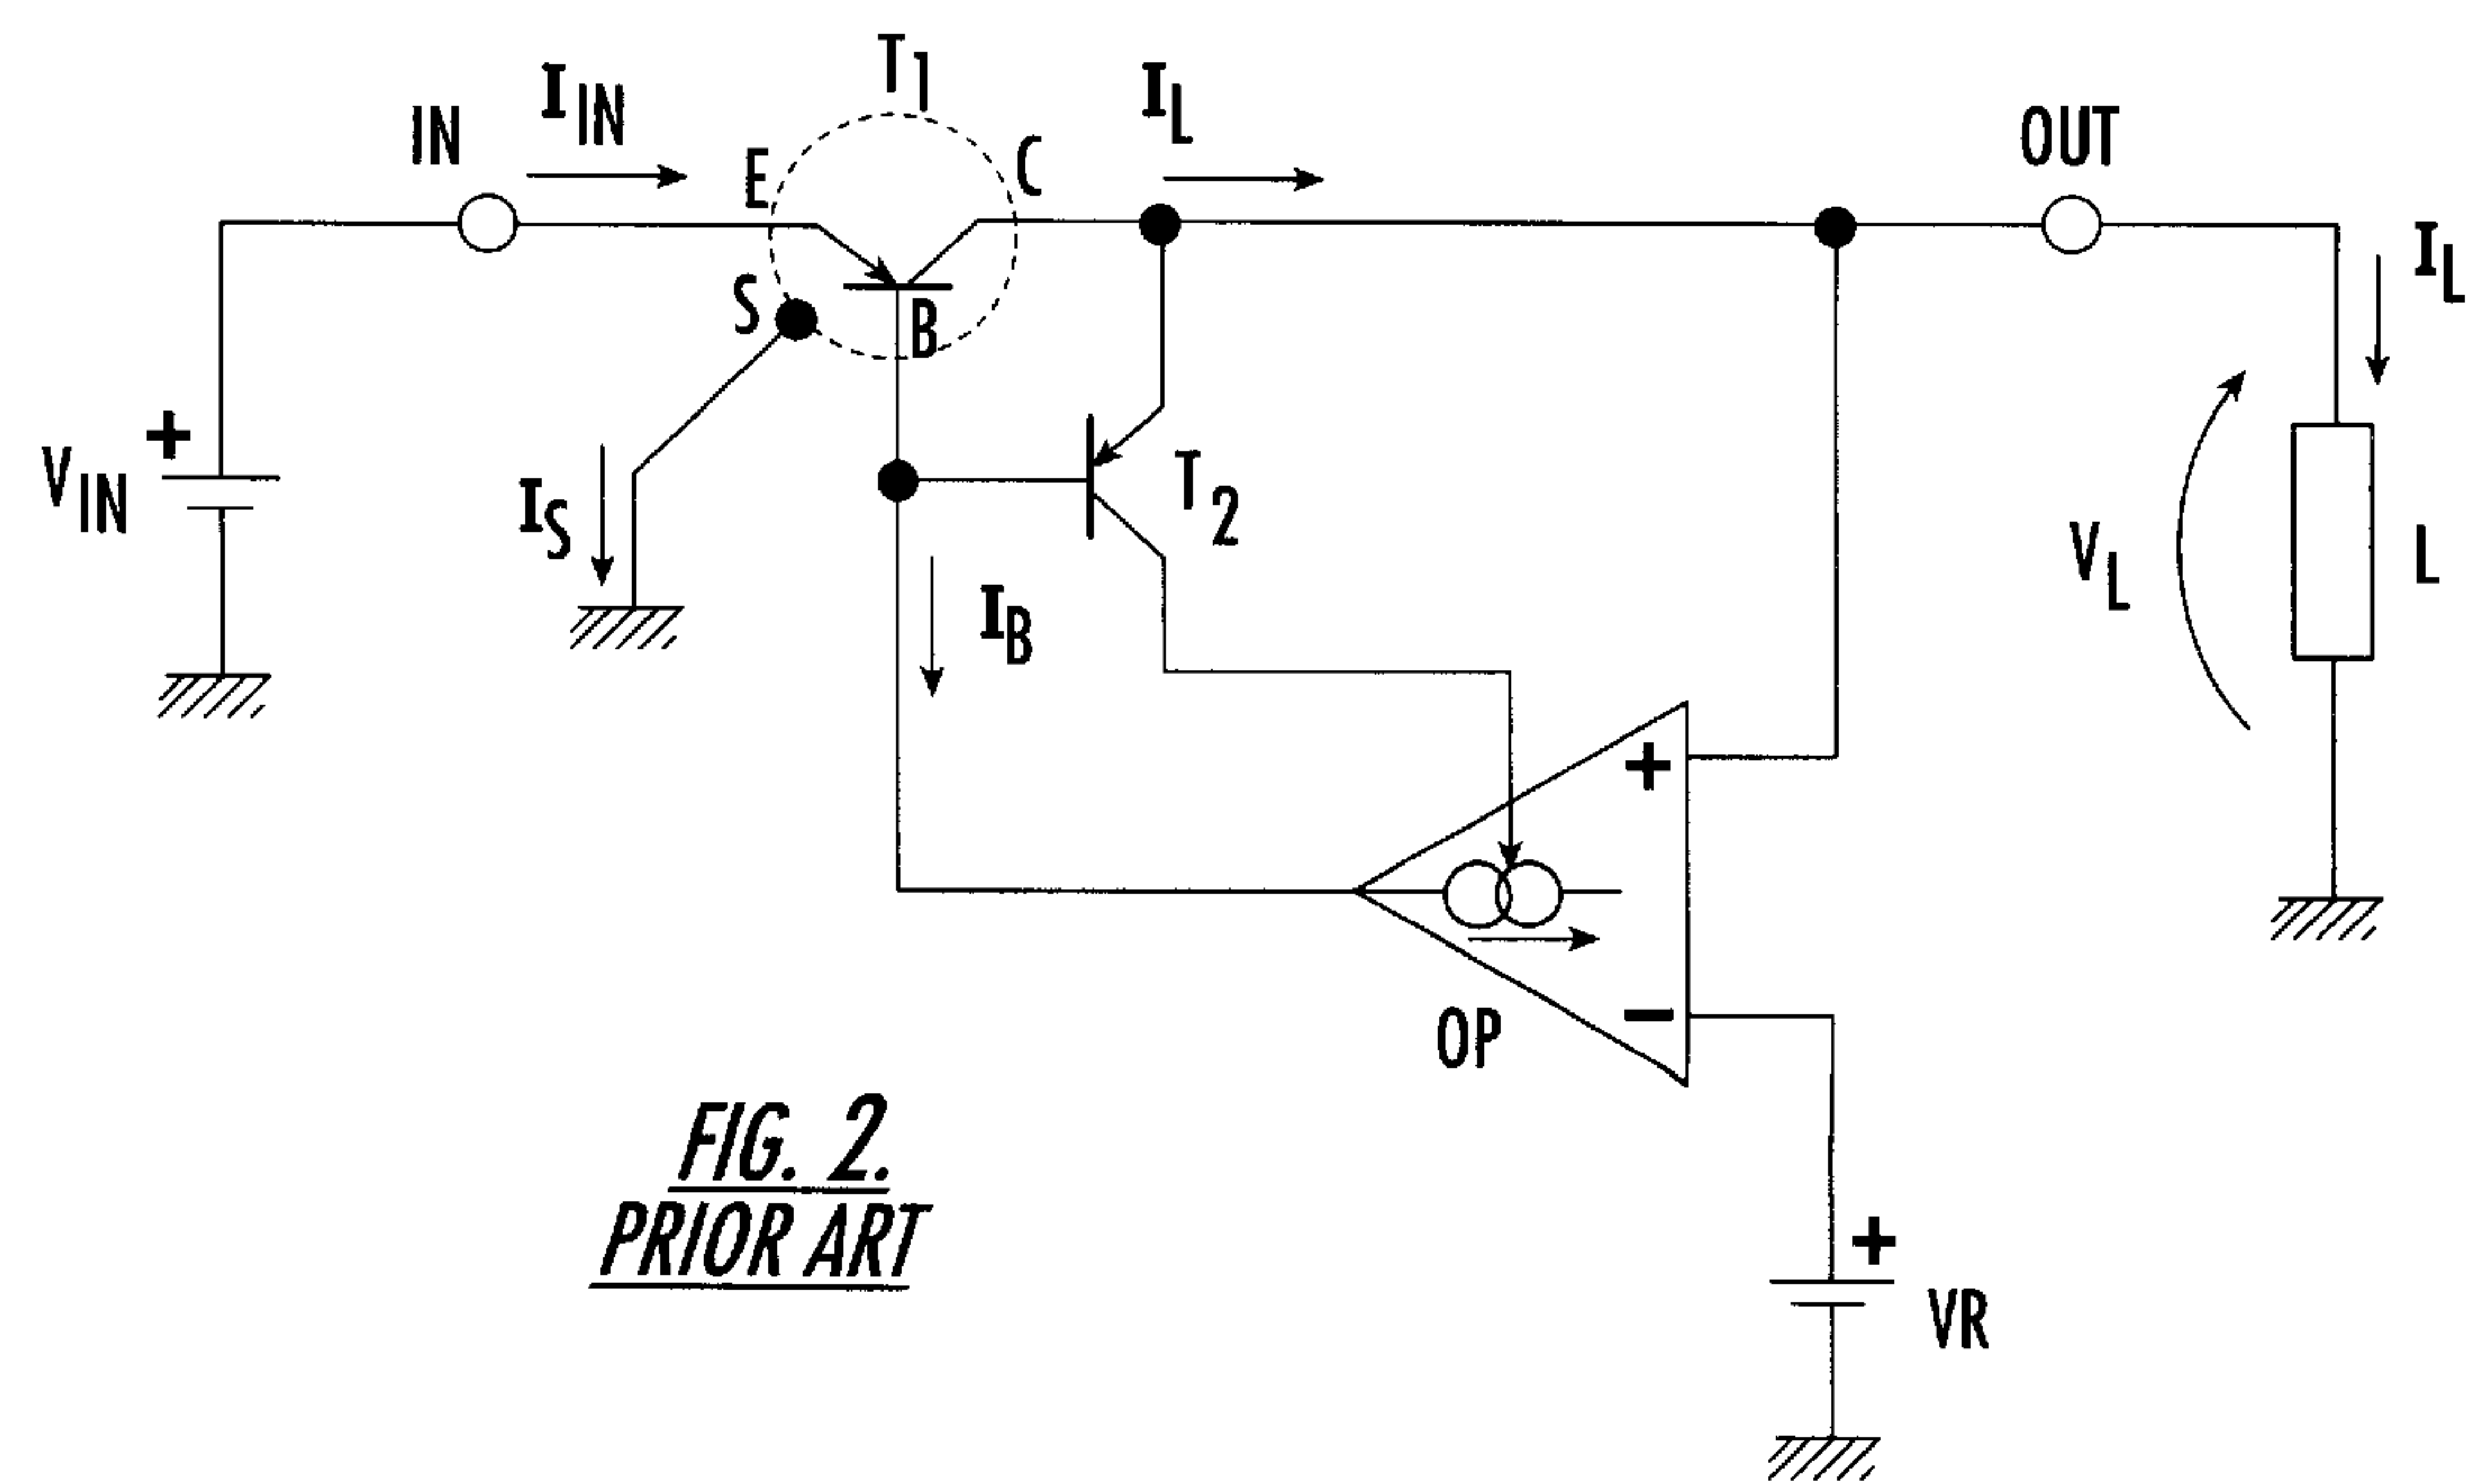 T1
IN
IIN
IL
OUT
E
C
S
B
IL
+
VIN
IS
T2
IB
VL
L
+
OP
−
FIG. 2.
PRIOR ART
+
VR